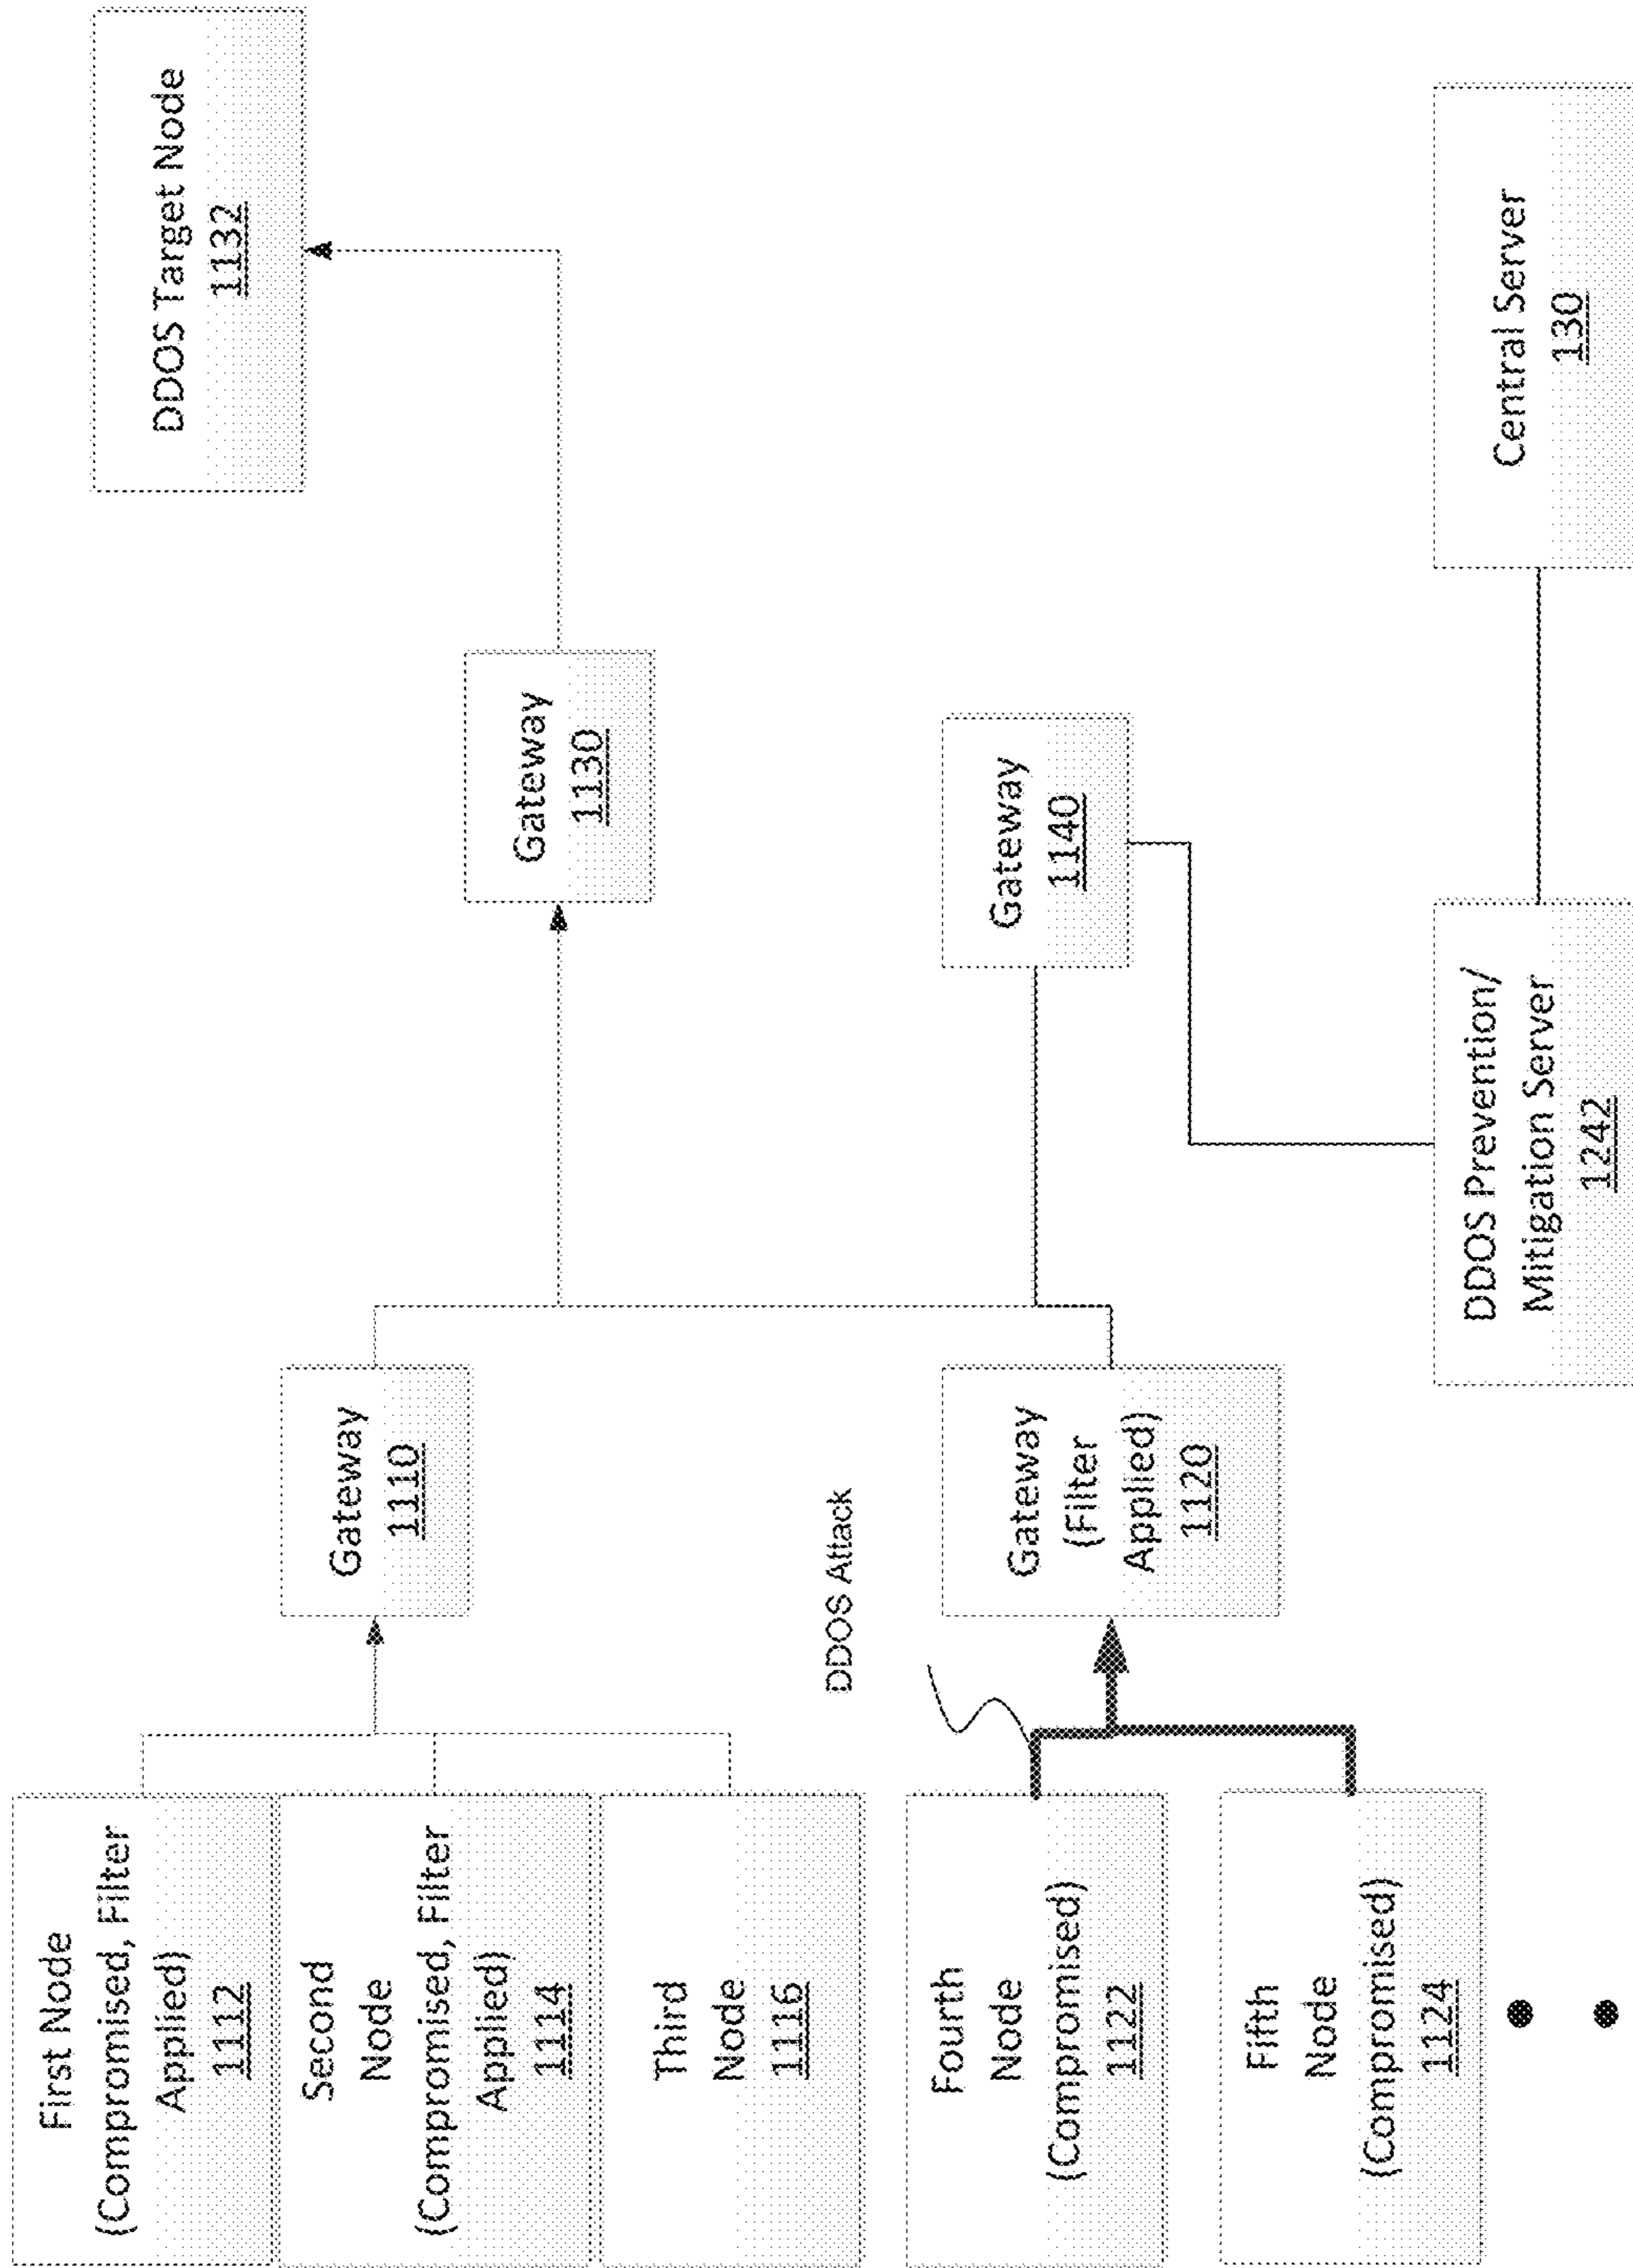 First Node
(Compromised, Filter
Applied)
1112
Second
Node
(Compromised, Filter
Applied)
1114
Third
Node
1116
Fourth
Node
(Compromised)
1122
Fifth
Node
(Compromised)
1124
DDOS Attack
Gateway
1110
Gateway
(Filter
Applied)
1120
Gateway
1130
Gateway
1140
DDOS Prevention/
Mitigation Server
1242
DDOS Target Node
1132
Central Server
130